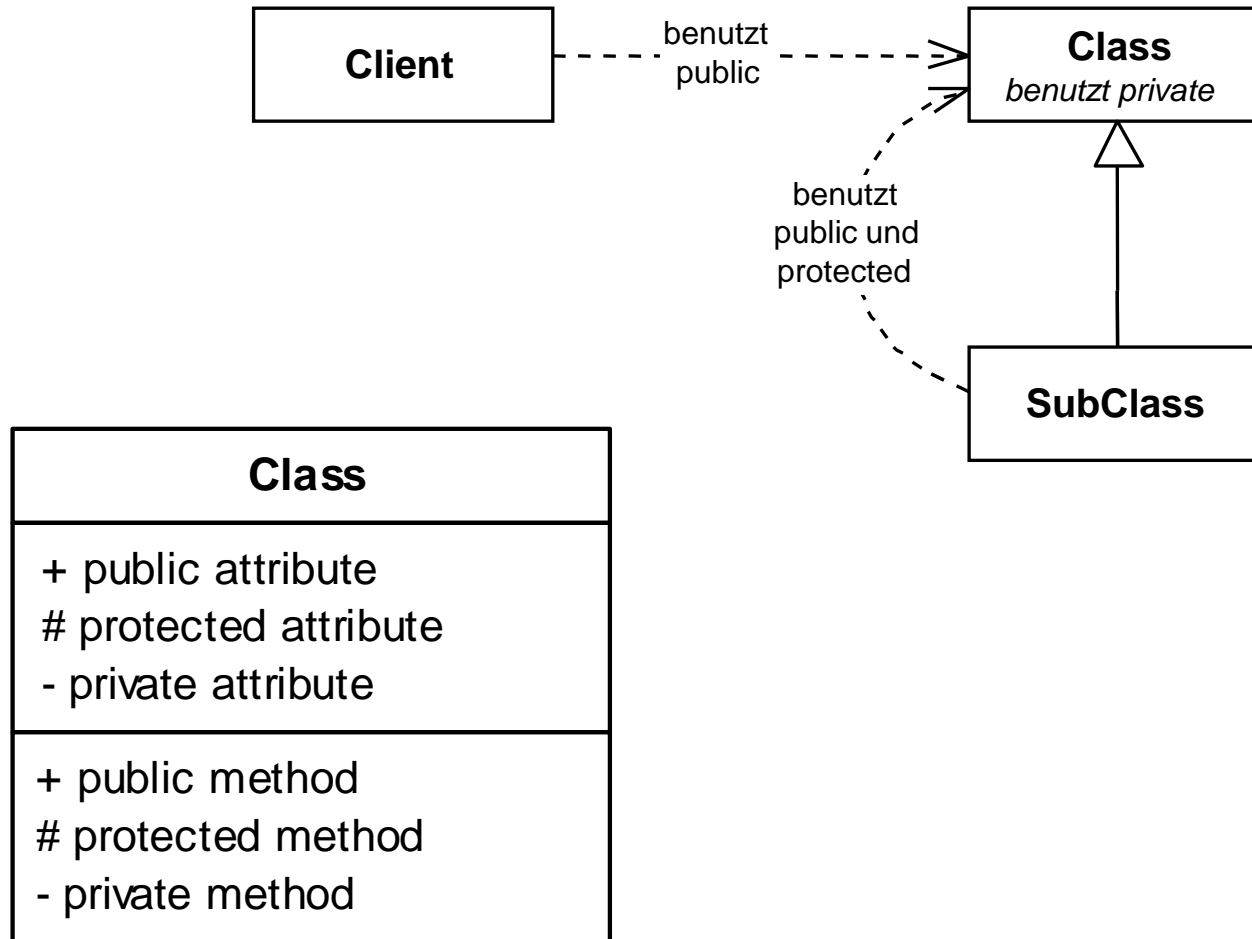 Client
benutzt
public
Class
benutzt private
benutzt
public und
protected
SubClass
Class
+ public attribute
# protected attribute
- private attribute
+ public method
# protected method
- private method